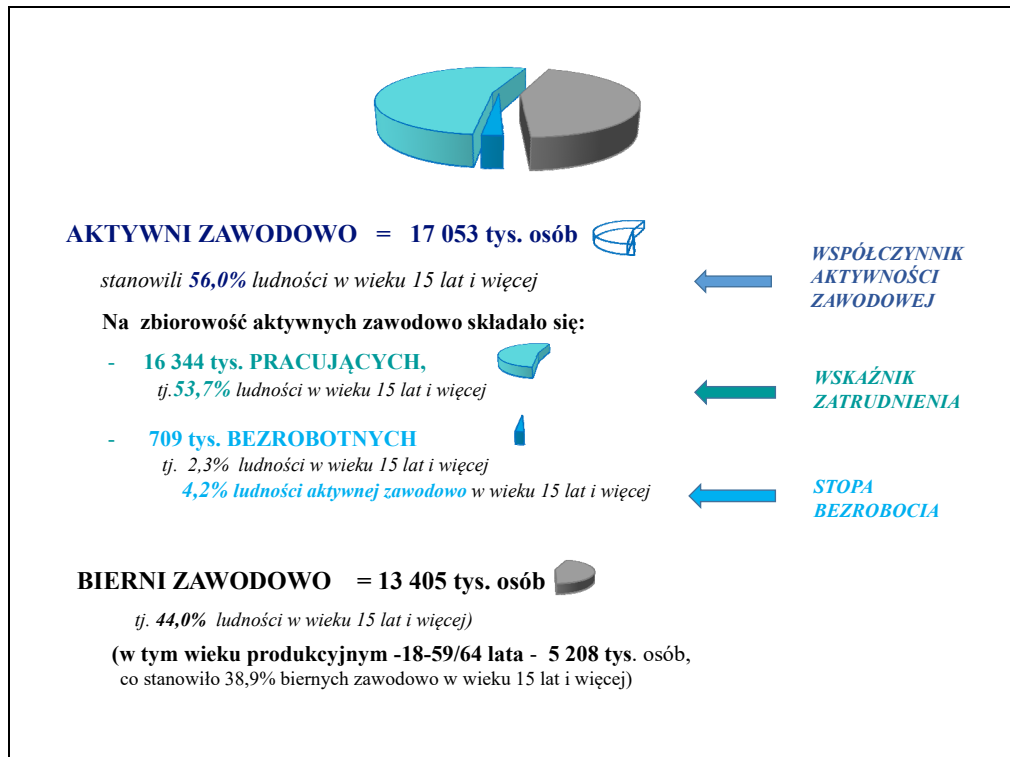 AKTYWNI ZAWODOWO = 17 053 tys. osób
stanowili 56,0% ludności w wieku 15 lat i więcej
WSPÓŁCZYNNIK
AKTYWNOŚCI
ZAWODOWEJ
Na zbiorowość aktywnych zawodowo składało się:
- 16 344 tys. PRACUJĄCYCH,
tj.53,7% ludności w wieku 15 lat i więcej
WSKAŹNIK
ZATRUDNIENIA
- 709 tys. BEZROBOTNYCH
tj. 2,3% ludności w wieku 15 lat i więcej
4,2% ludności aktywnej zawodowo w wieku 15 lat i więcej
STOPA
BEZROBOCIA
BIERNI ZAWODOWO = 13 405 tys. osób
tj. 44,0% ludności w wieku 15 lat i więcej)
(w tym wieku produkcyjnym -18-59/64 lata - 5 208 tys. osób,
co stanowiło 38,9% biernych zawodowo w wieku 15 lat i więcej)